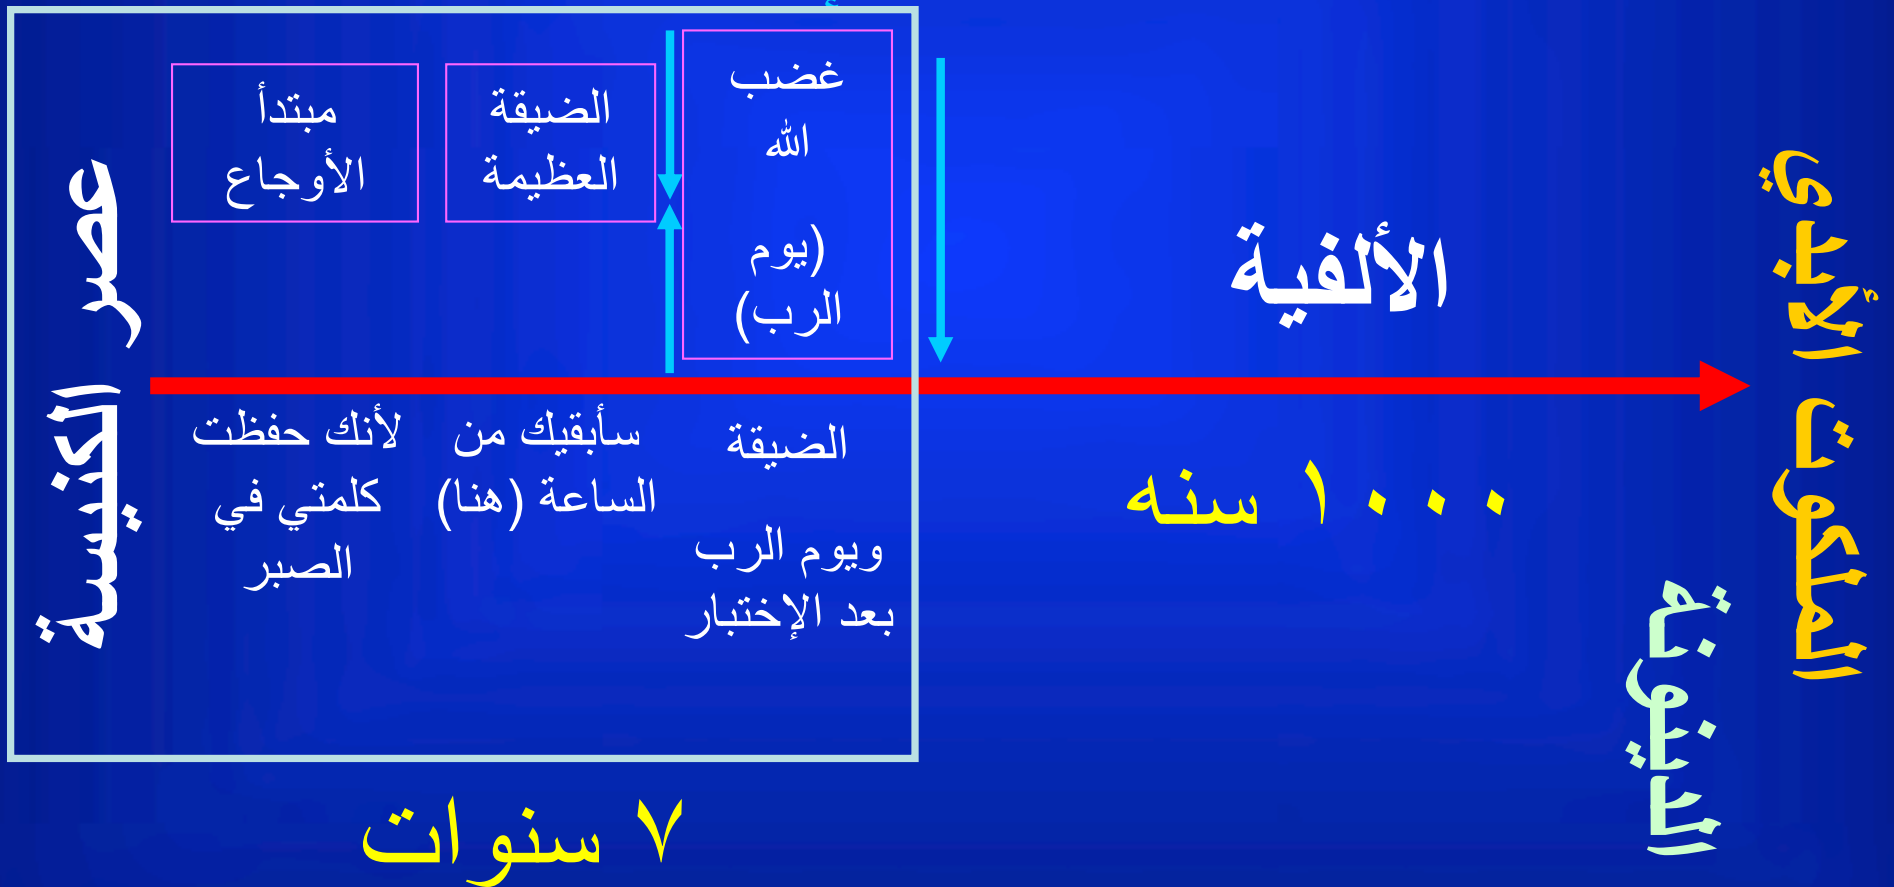 عصر الكنيسة
مبتدأ
الأوجاع
الضيقة
العظيمة
غضب
الله
(يوم
الرب)
لأنك حفظت
كلمتي في
الصبر
سأبقيك من
الساعة (هنا)
الضيقة
ويوم الرب
بعد الإختبار
٧ سنوات
الألفية
١٠٠٠ سنه
الدينونة
الملكوت الأبدي